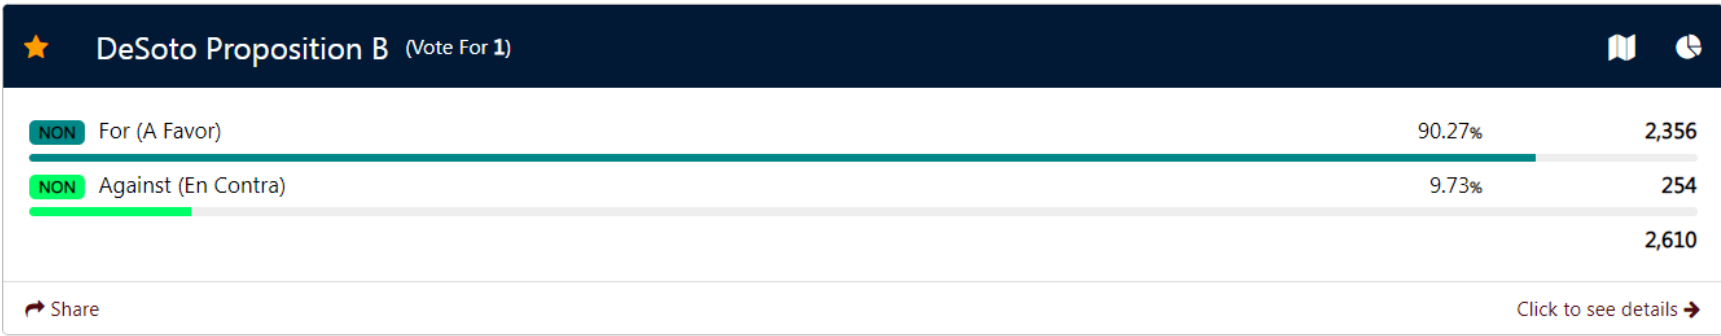 DeSoto Proposition B (Vote For 1)
NON For (A Favor) 90.27% 2,356
NON Against (En Contra) 9.73% 254
2,610
Share Click to see details